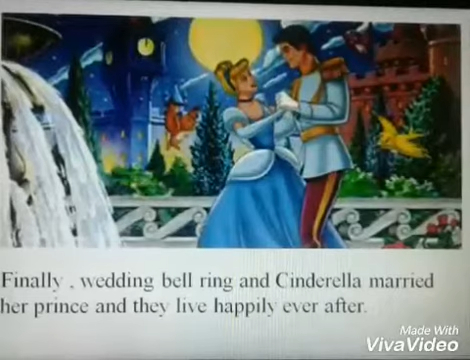 Finally , wedding bell ring and Cinderella married
her prince and they live happily ever after.
Made With
VivaVideo